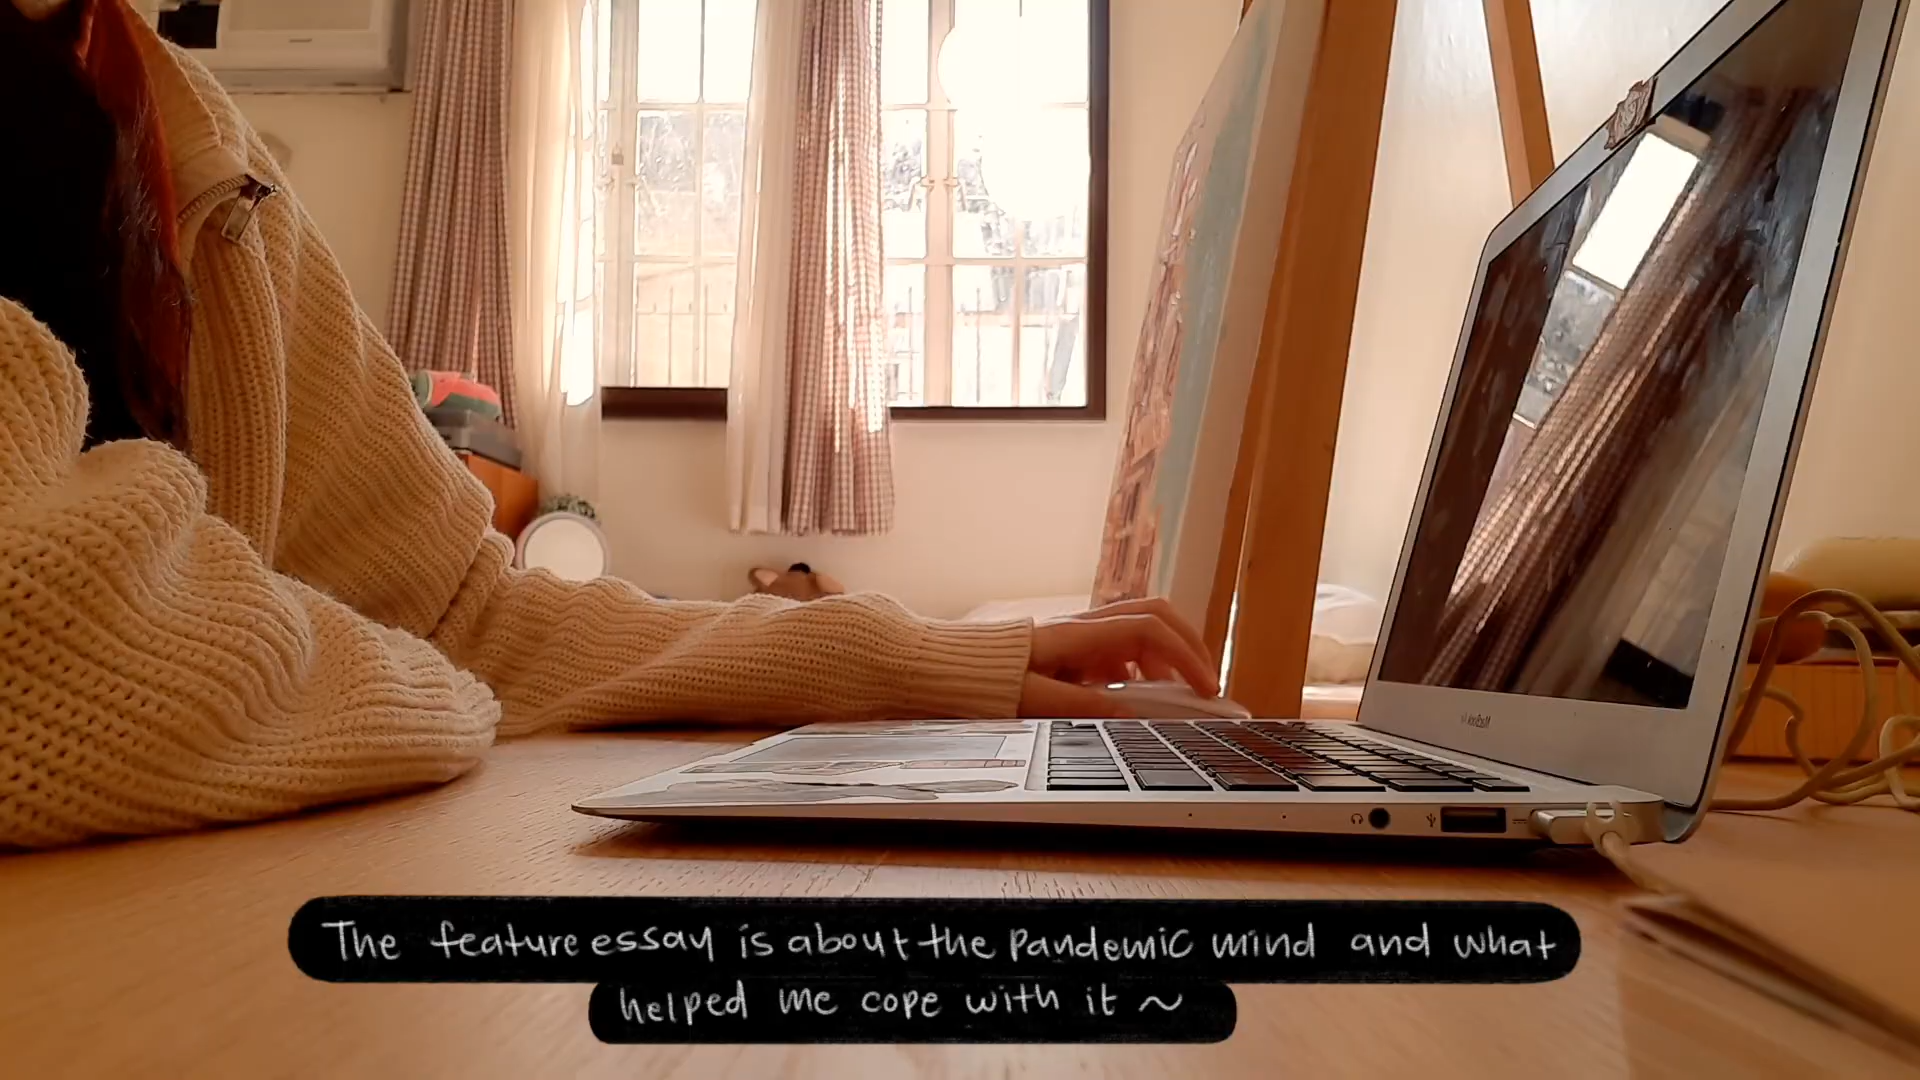 The feature essay is about the pandemic mind and what
helped me cope with it ~